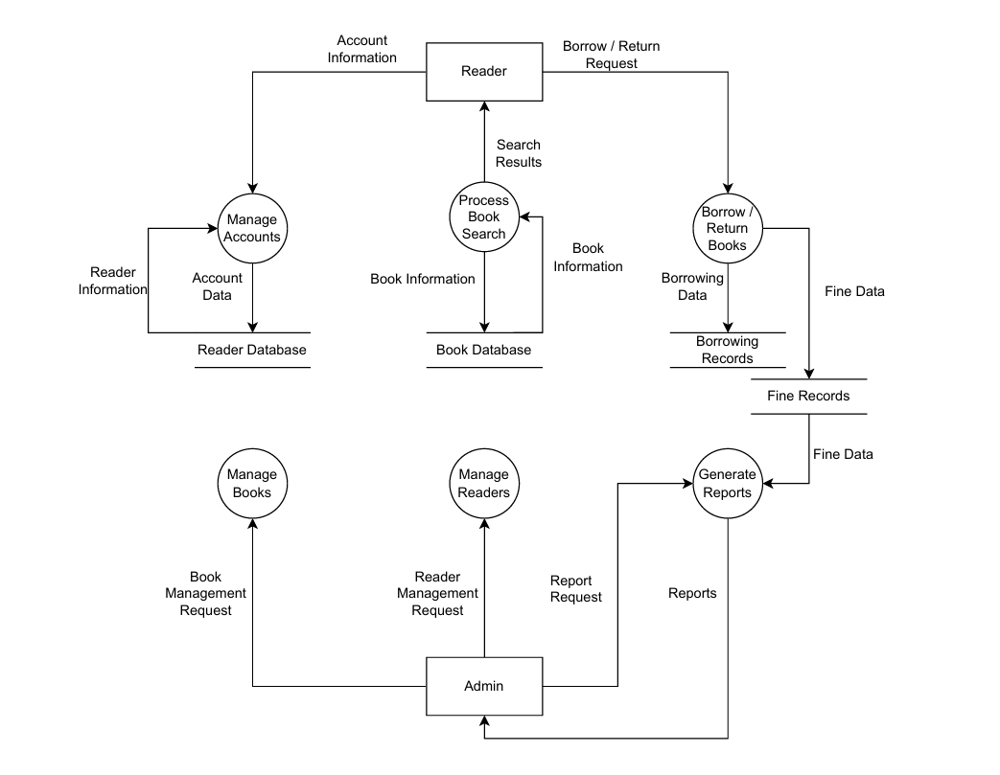 Account
Information
Reader
Borrow / Return
Request
Search
Results
Manage
Accounts
Process
Book
Search
Borrow /
Return
Books
Reader
Information
Account
Data
Book Information
Book
Information
Borrowing
Data
Fine Data
Reader Database
Book Database
Borrowing
Records
Fine Records
Fine Data
Manage
Books
Manage
Readers
Generate
Reports
Book
Management
Request
Reader
Management
Request
Report
Request
Reports
Admin